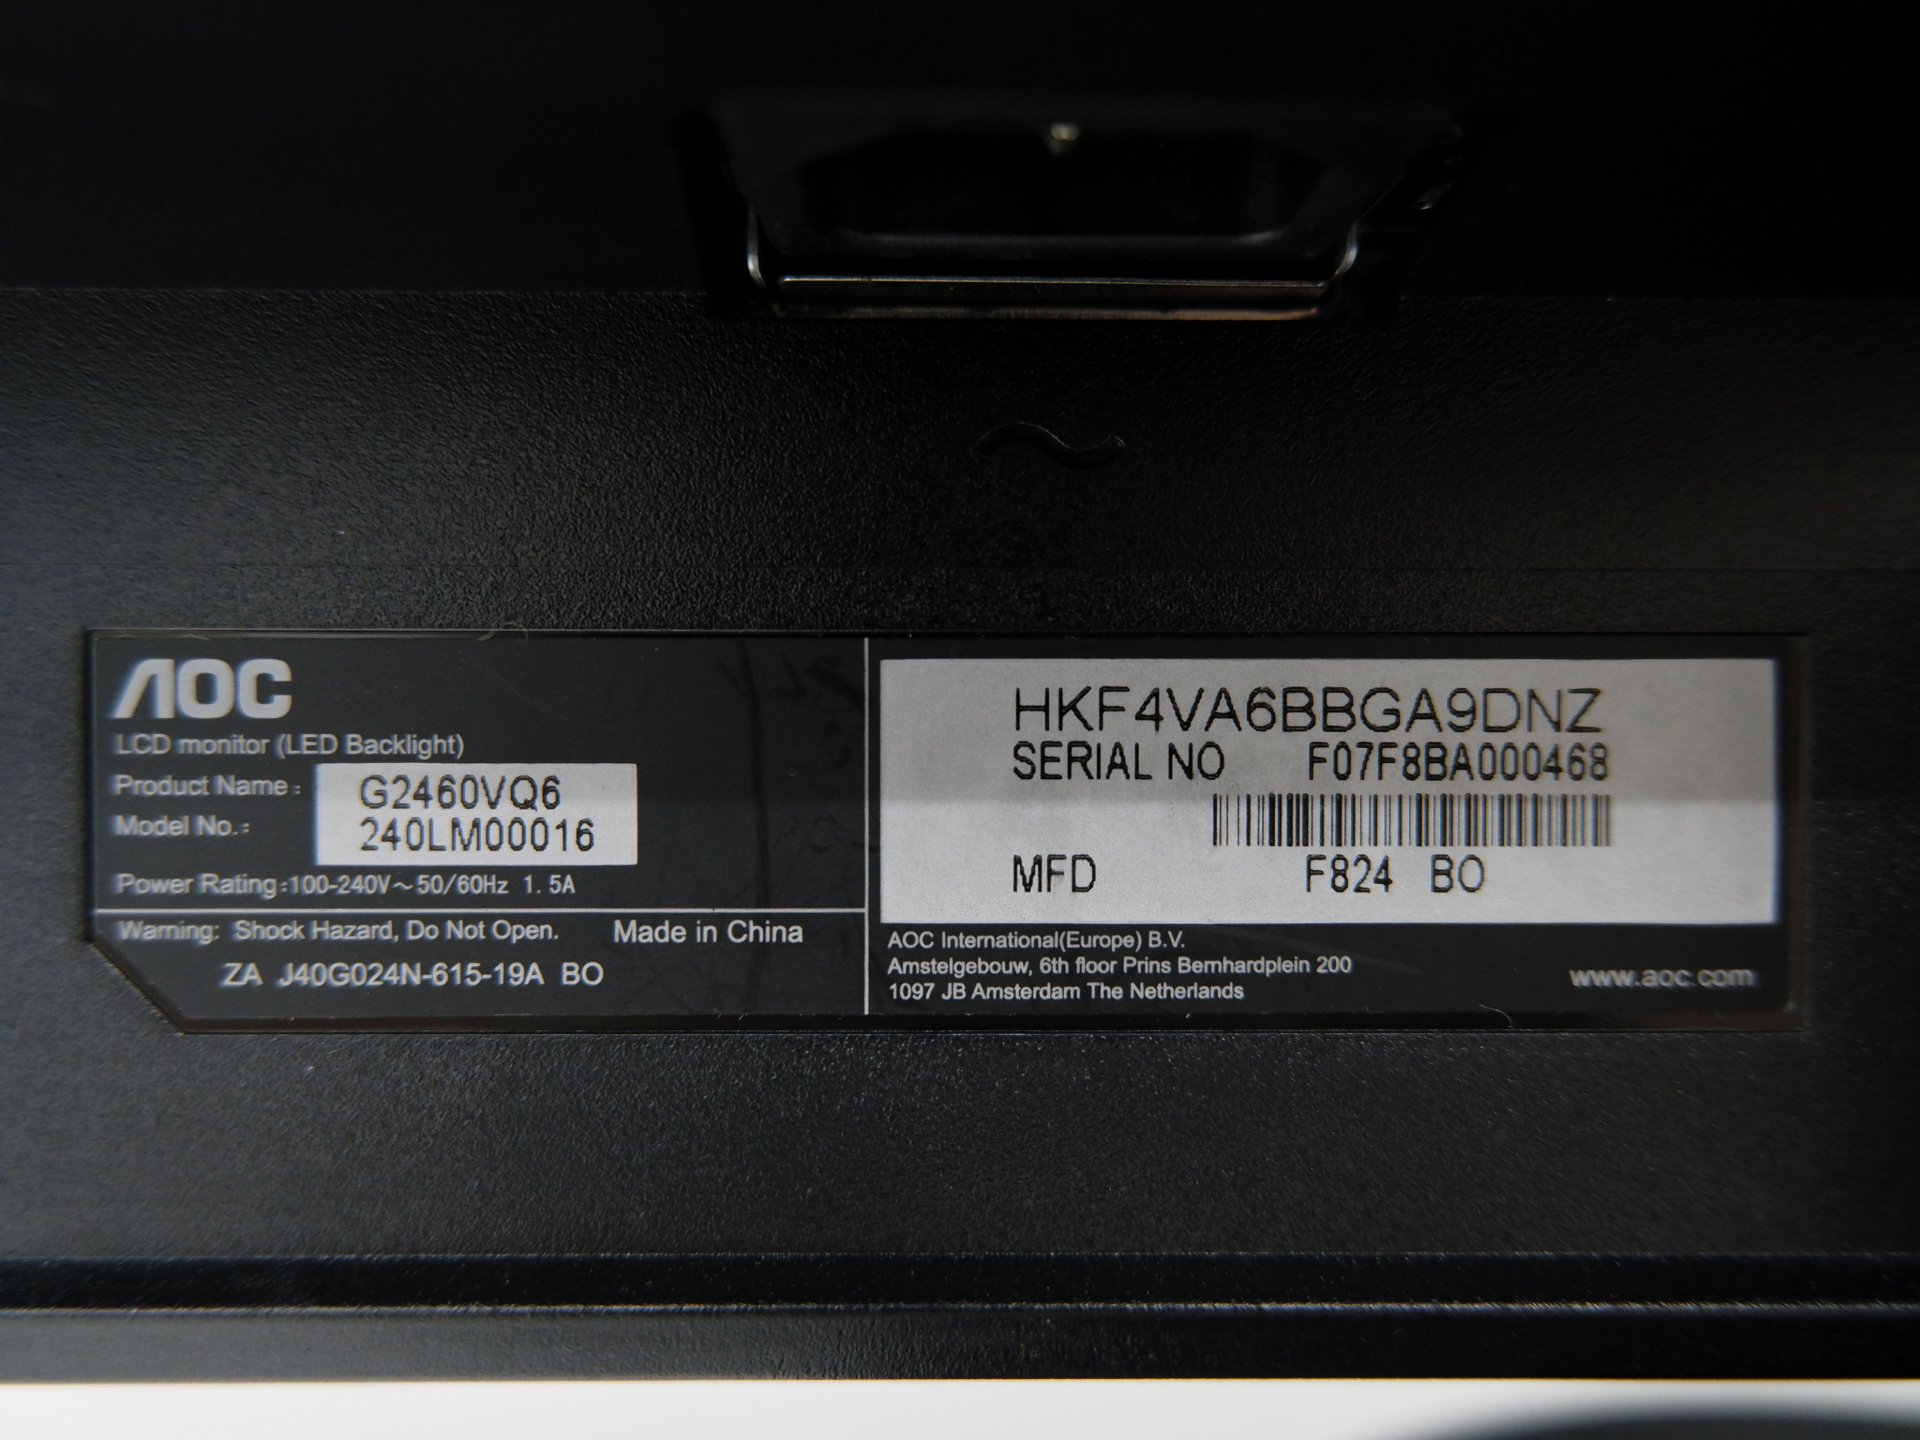 AOC
LCD monitor (LED Backlight)
Product Name : G2460VQ6
Model No.: 240LM00016
Power Rating:100-240V～50/60Hz 1.5A
Warning: Shock Hazard, Do Not Open. Made in China
ZA J40G024N-615-19A BO
HKF4VA6BBGA9DNZ
SERIAL NO F07F8BA000468
MFD F824 BO
AOC International(Europe) B.V.
Amstelgebouw, 6th floor Prins Bernhardplein 200
1097 JB Amsterdam The Netherlands
www.aoc.com